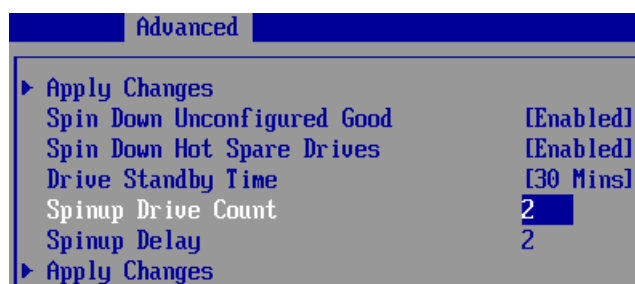 Advanced
Apply Changes
Spin Down Unconfigured Good [Enabled]
Spin Down Hot Spare Drives [Enabled]
Drive Standby Time [30 Mins]
Spinup Drive Count 2
Spinup Delay 2
Apply Changes